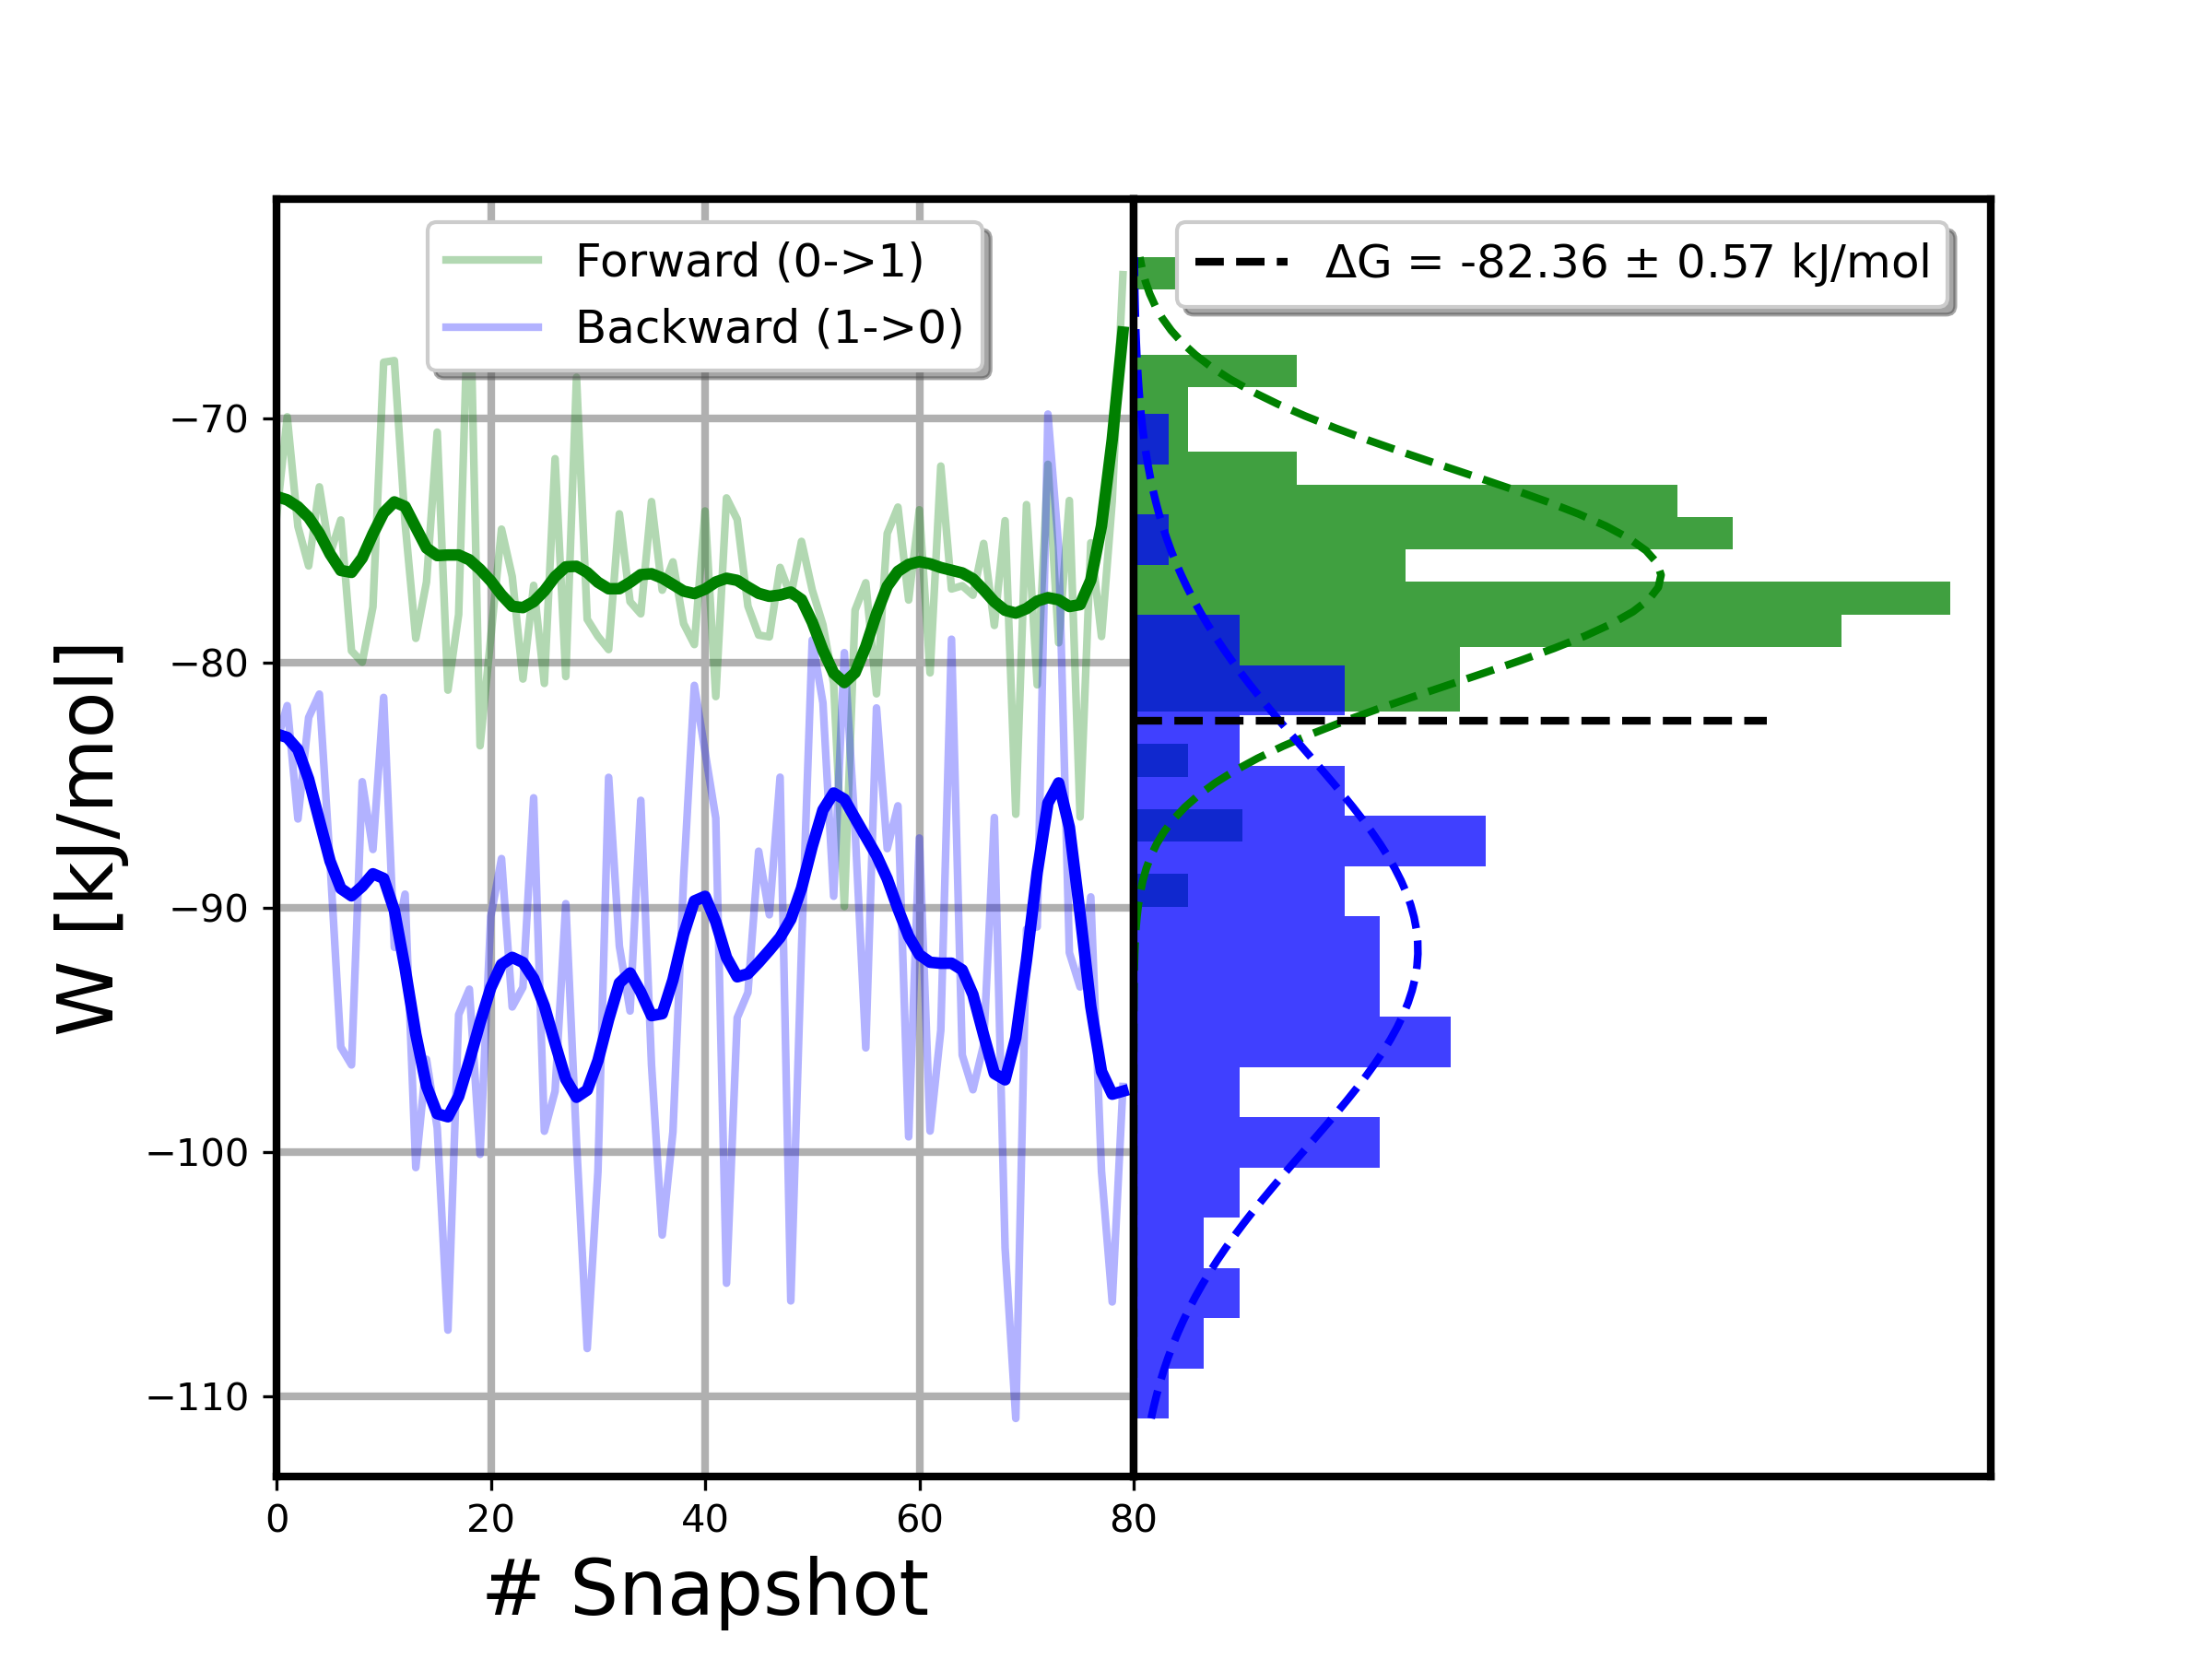 Forward (0->1)
Backward (1->0)
ΔG = -82.36 ± 0.57 kJ/mol
−70
−80
−90
−100
−110
W [kJ/mol]
0 20 40 60 80
# Snapshot